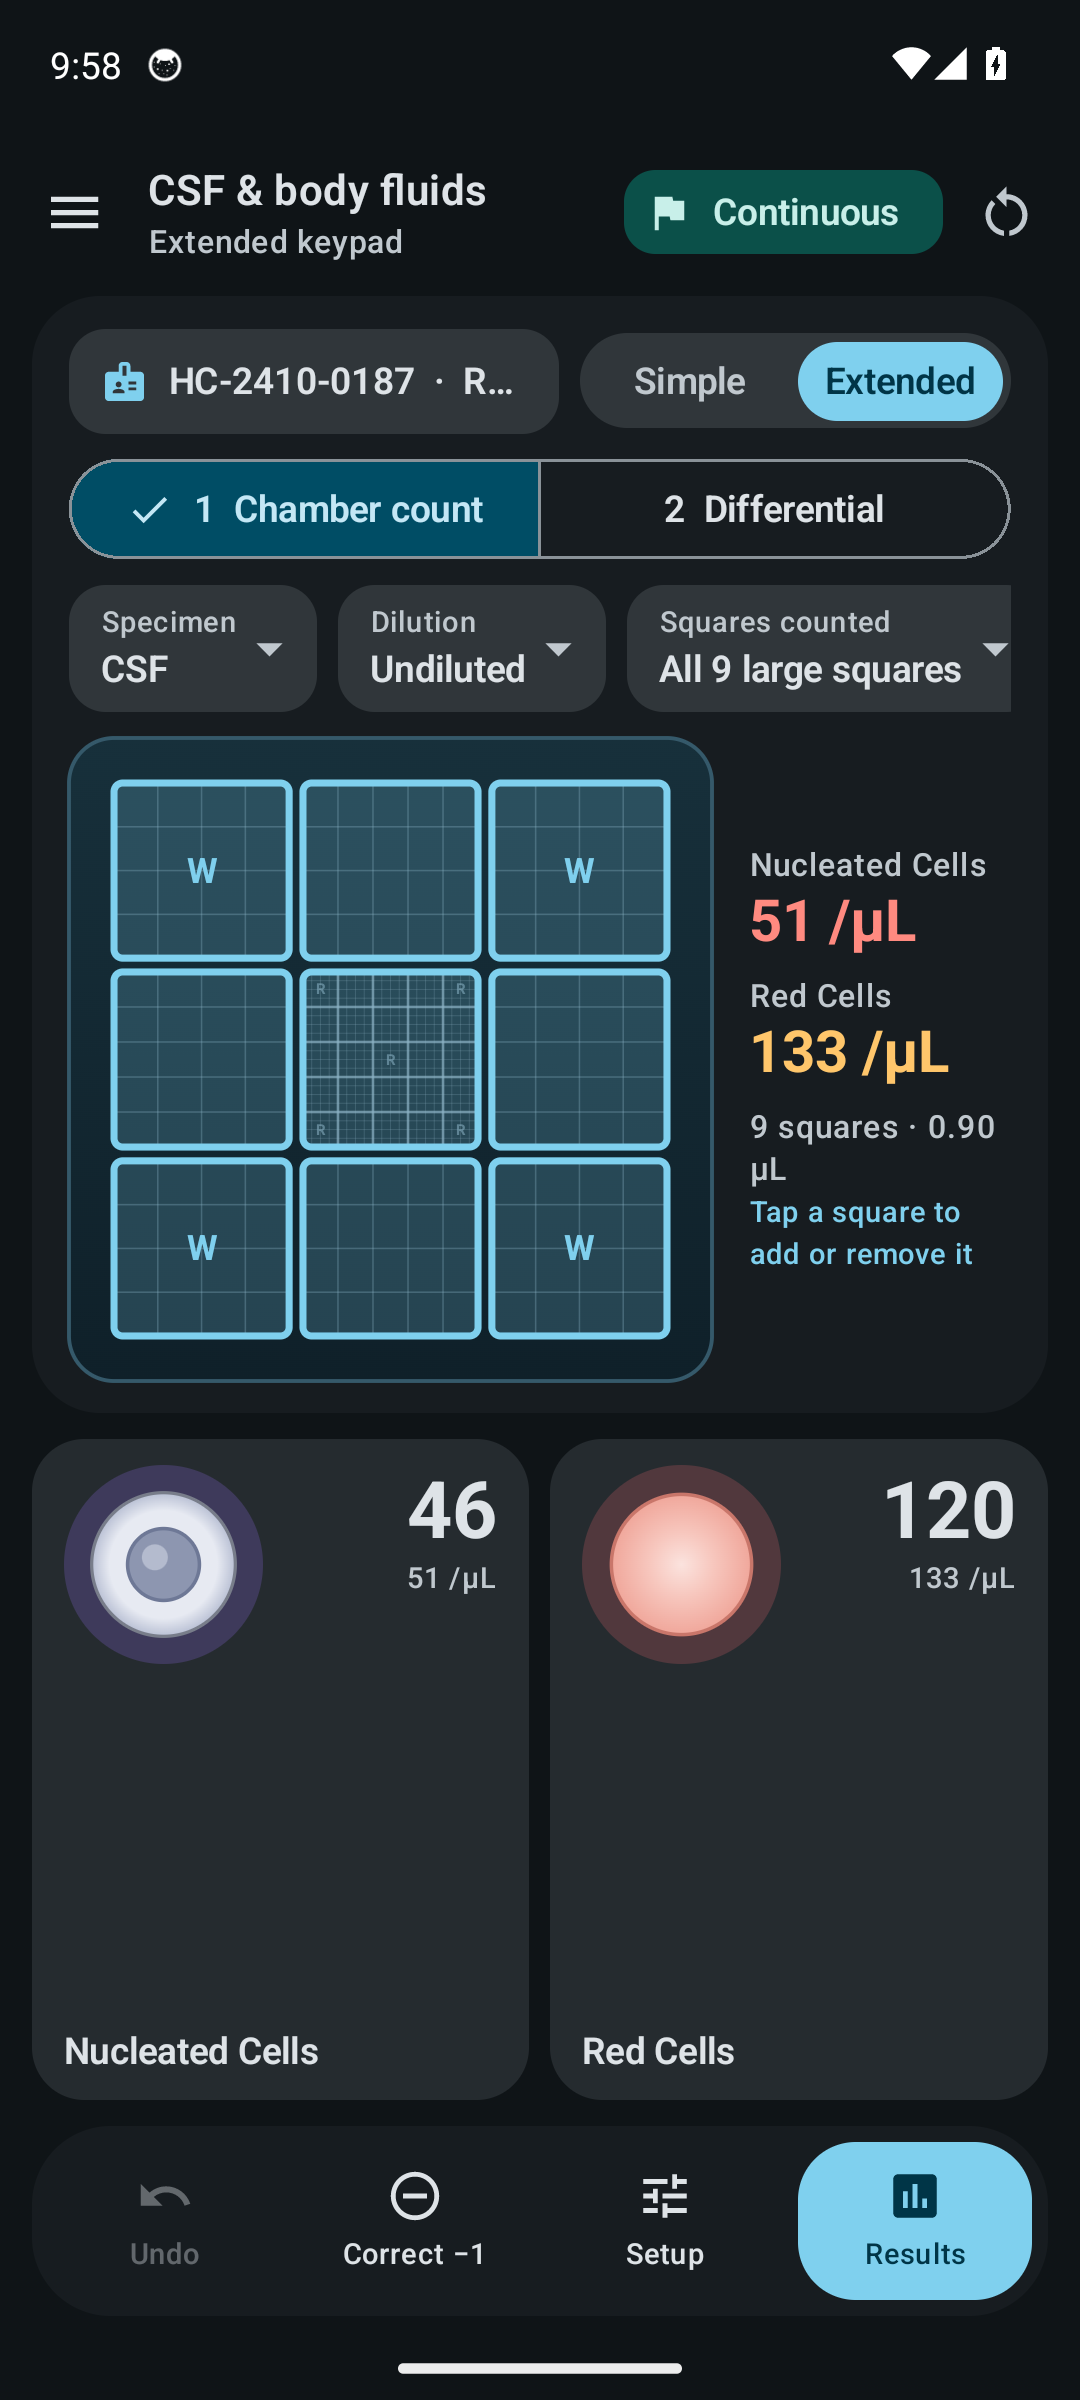 9:58
CSF & body fluids
Extended keypad
Continuous
HC-2410-0187 · R...
Simple
Extended
1 Chamber count
2 Differential
Specimen
CSF
Dilution
Undiluted
Squares counted
All 9 large squares
W
W
R
R
R
R
R
W
W
Nucleated Cells
51 /µL
Red Cells
133 /µL
9 squares · 0.90
µL
Tap a square to
add or remove it
46
51 /µL
Nucleated Cells
120
133 /µL
Red Cells
Undo
Correct −1
Setup
Results